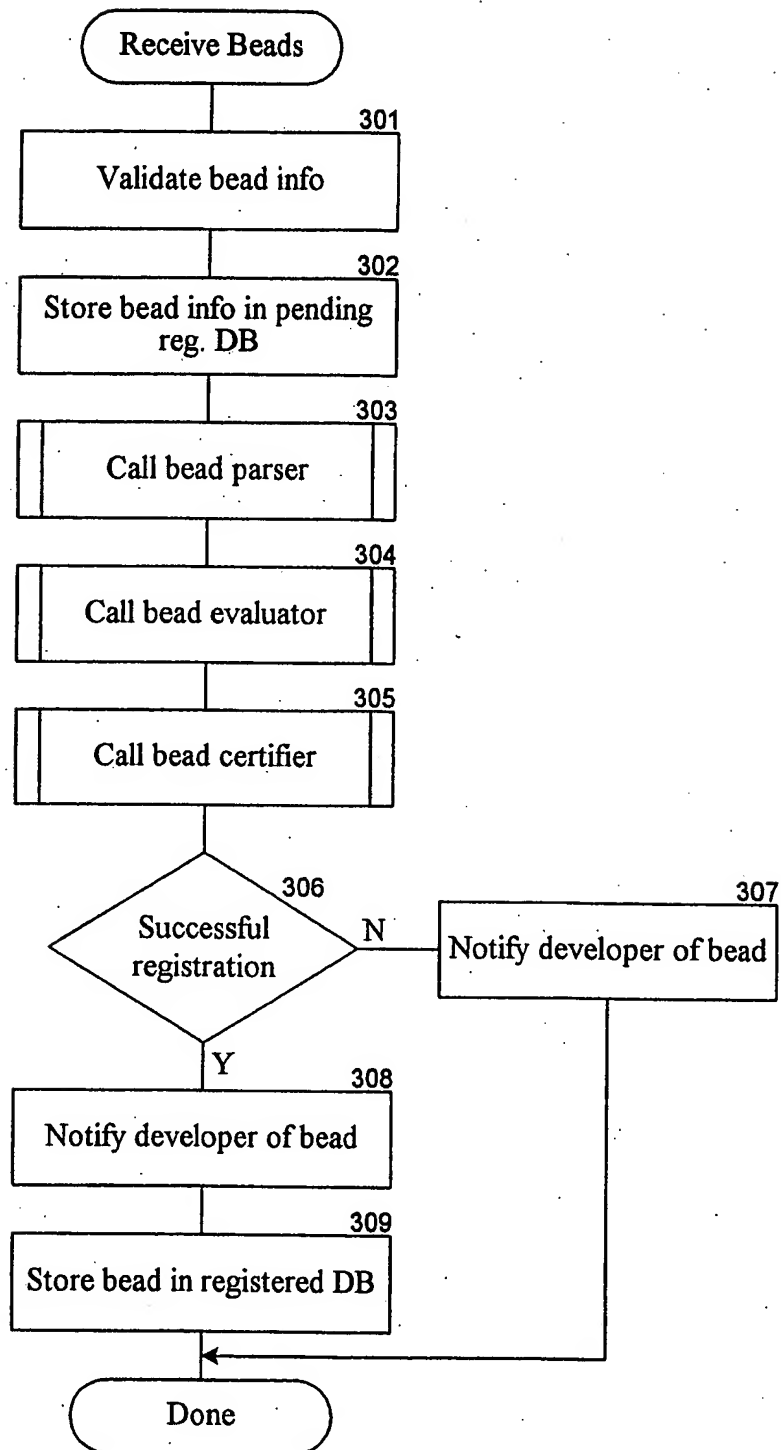 Receive Beads
301
Validate bead info
302
Store bead info in pending
reg. DB
303
Call bead parser
304
Call bead evaluator
305
Call bead certifier
306
Successful
registration
N
307
Notify developer of bead
Y
308
Notify developer of bead
309
Store bead in registered DB
Done